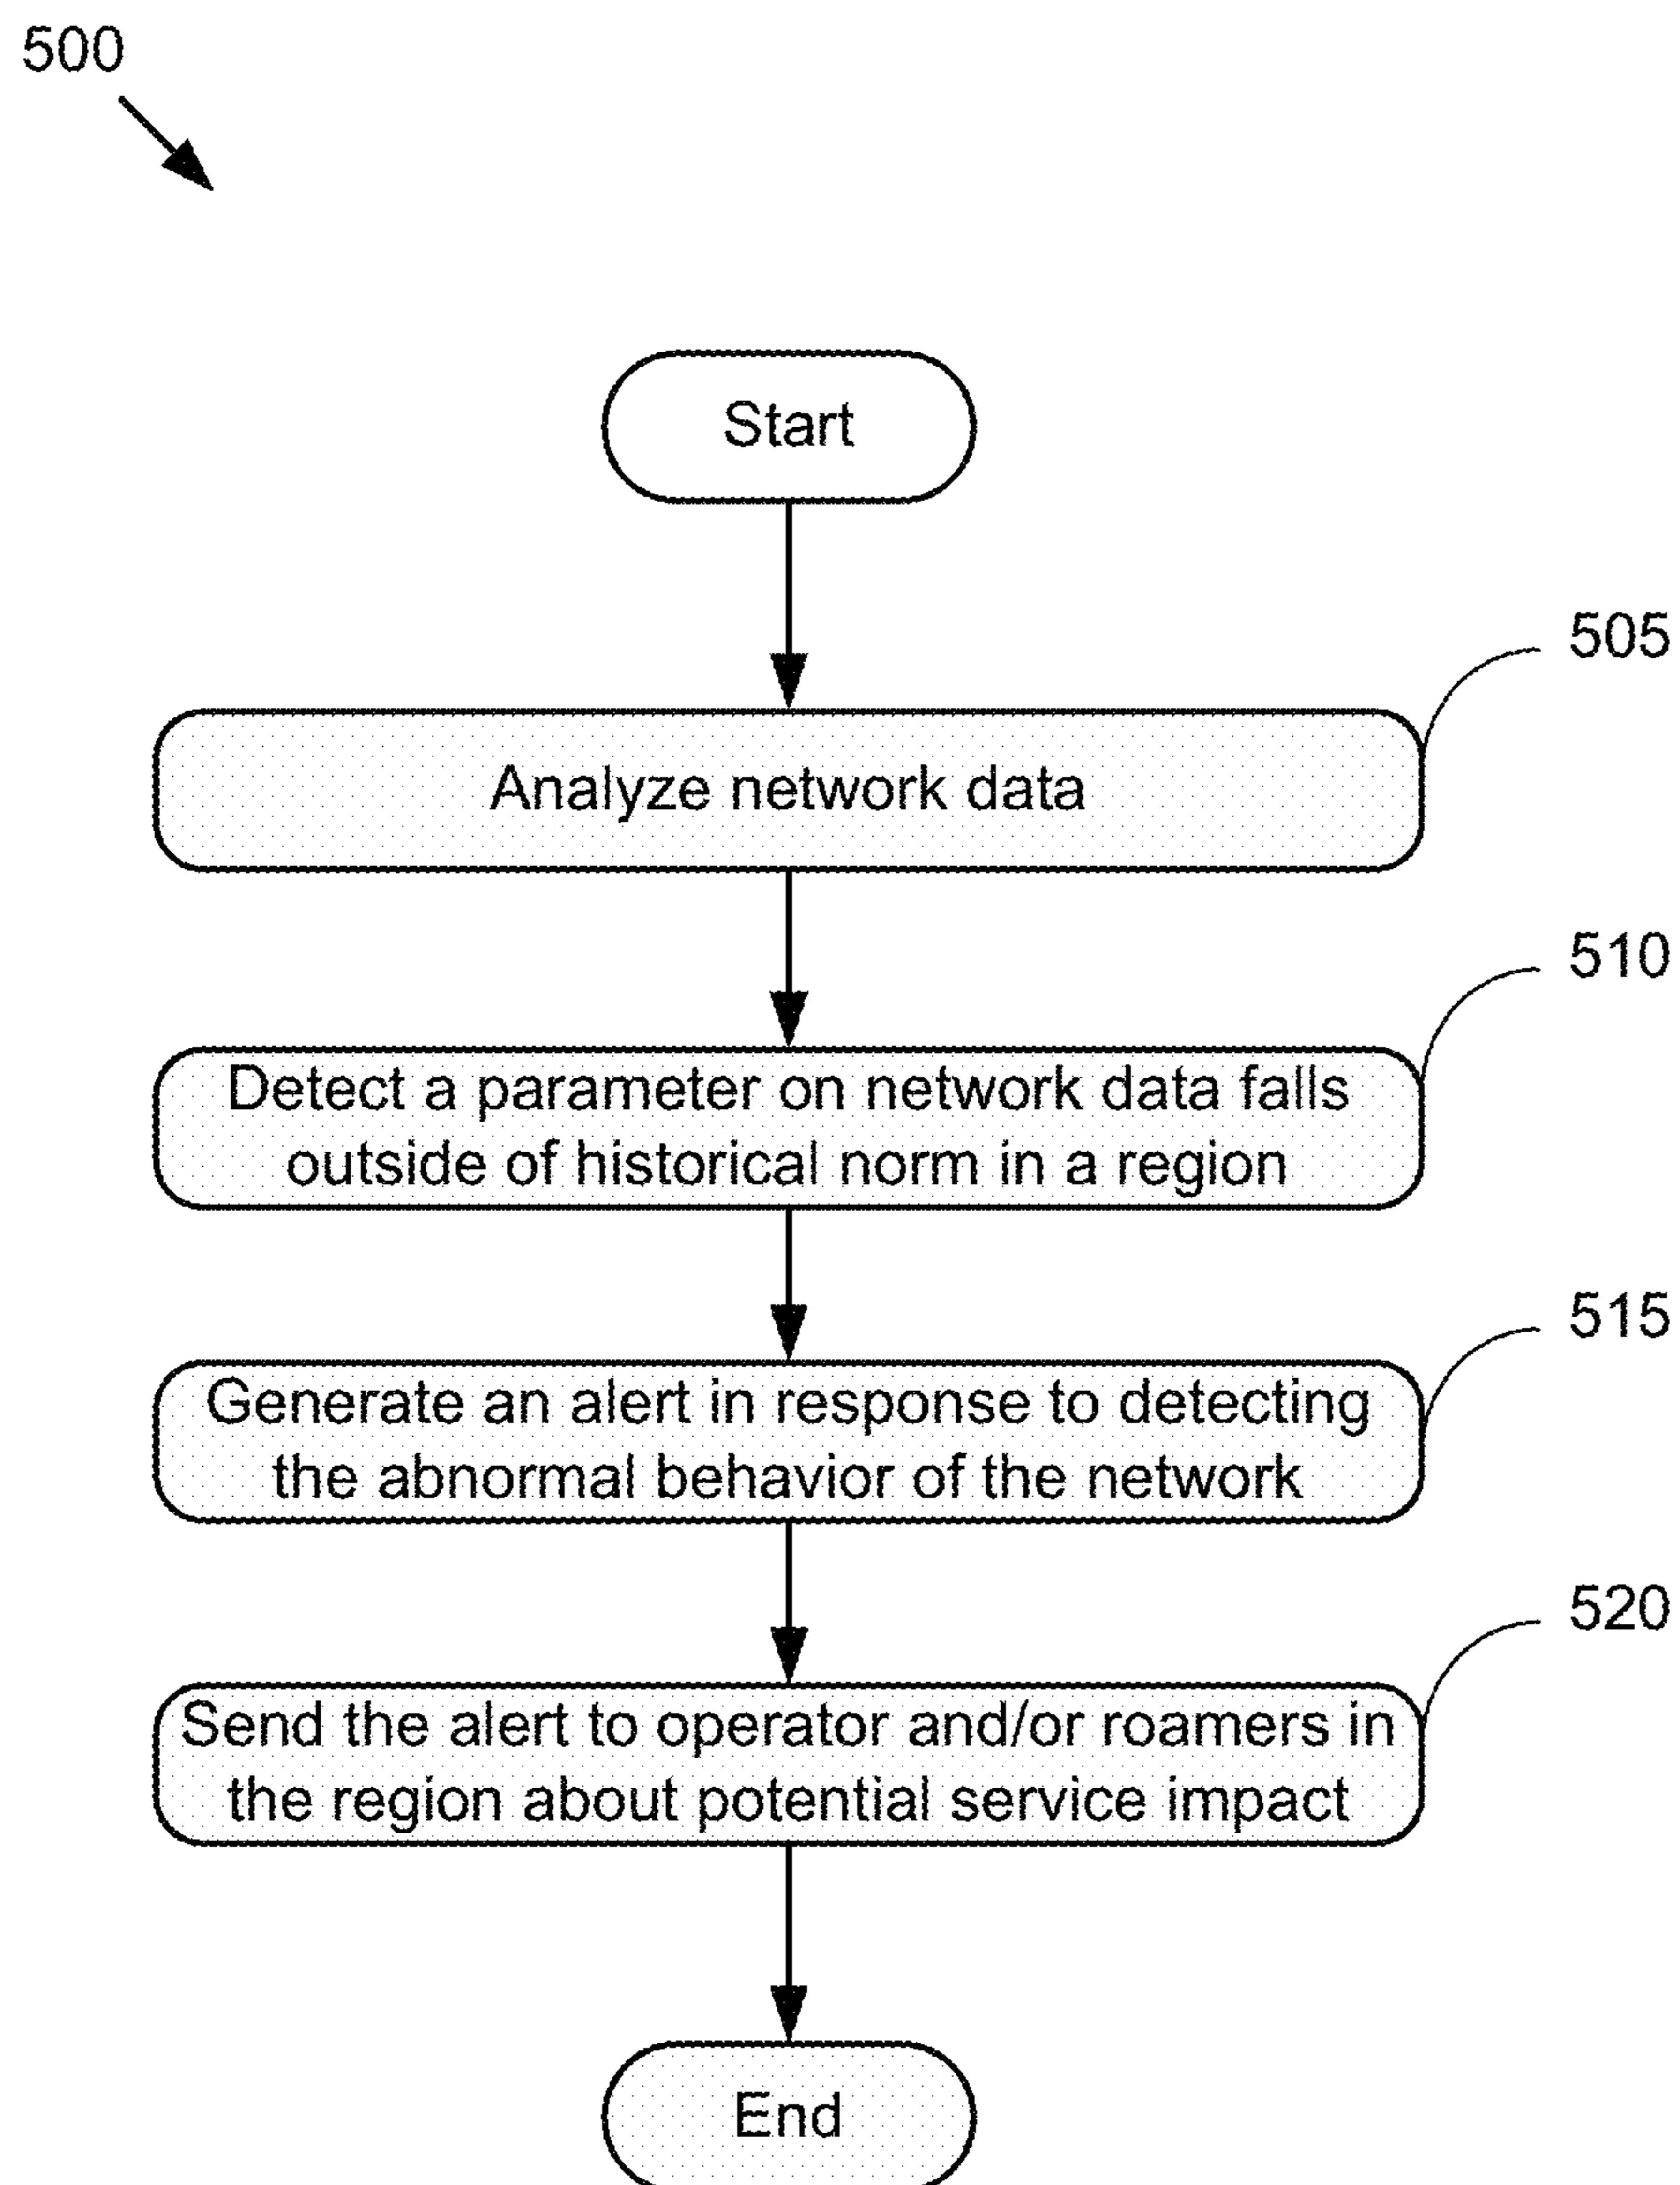 500
Start
505
Analyze network data
510
Detect a parameter on network data falls
outside of historical norm in a region
515
Generate an alert in response to detecting
the abnormal behavior of the network
520
Send the alert to operator and/or roamers in
the region about potential service impact
End